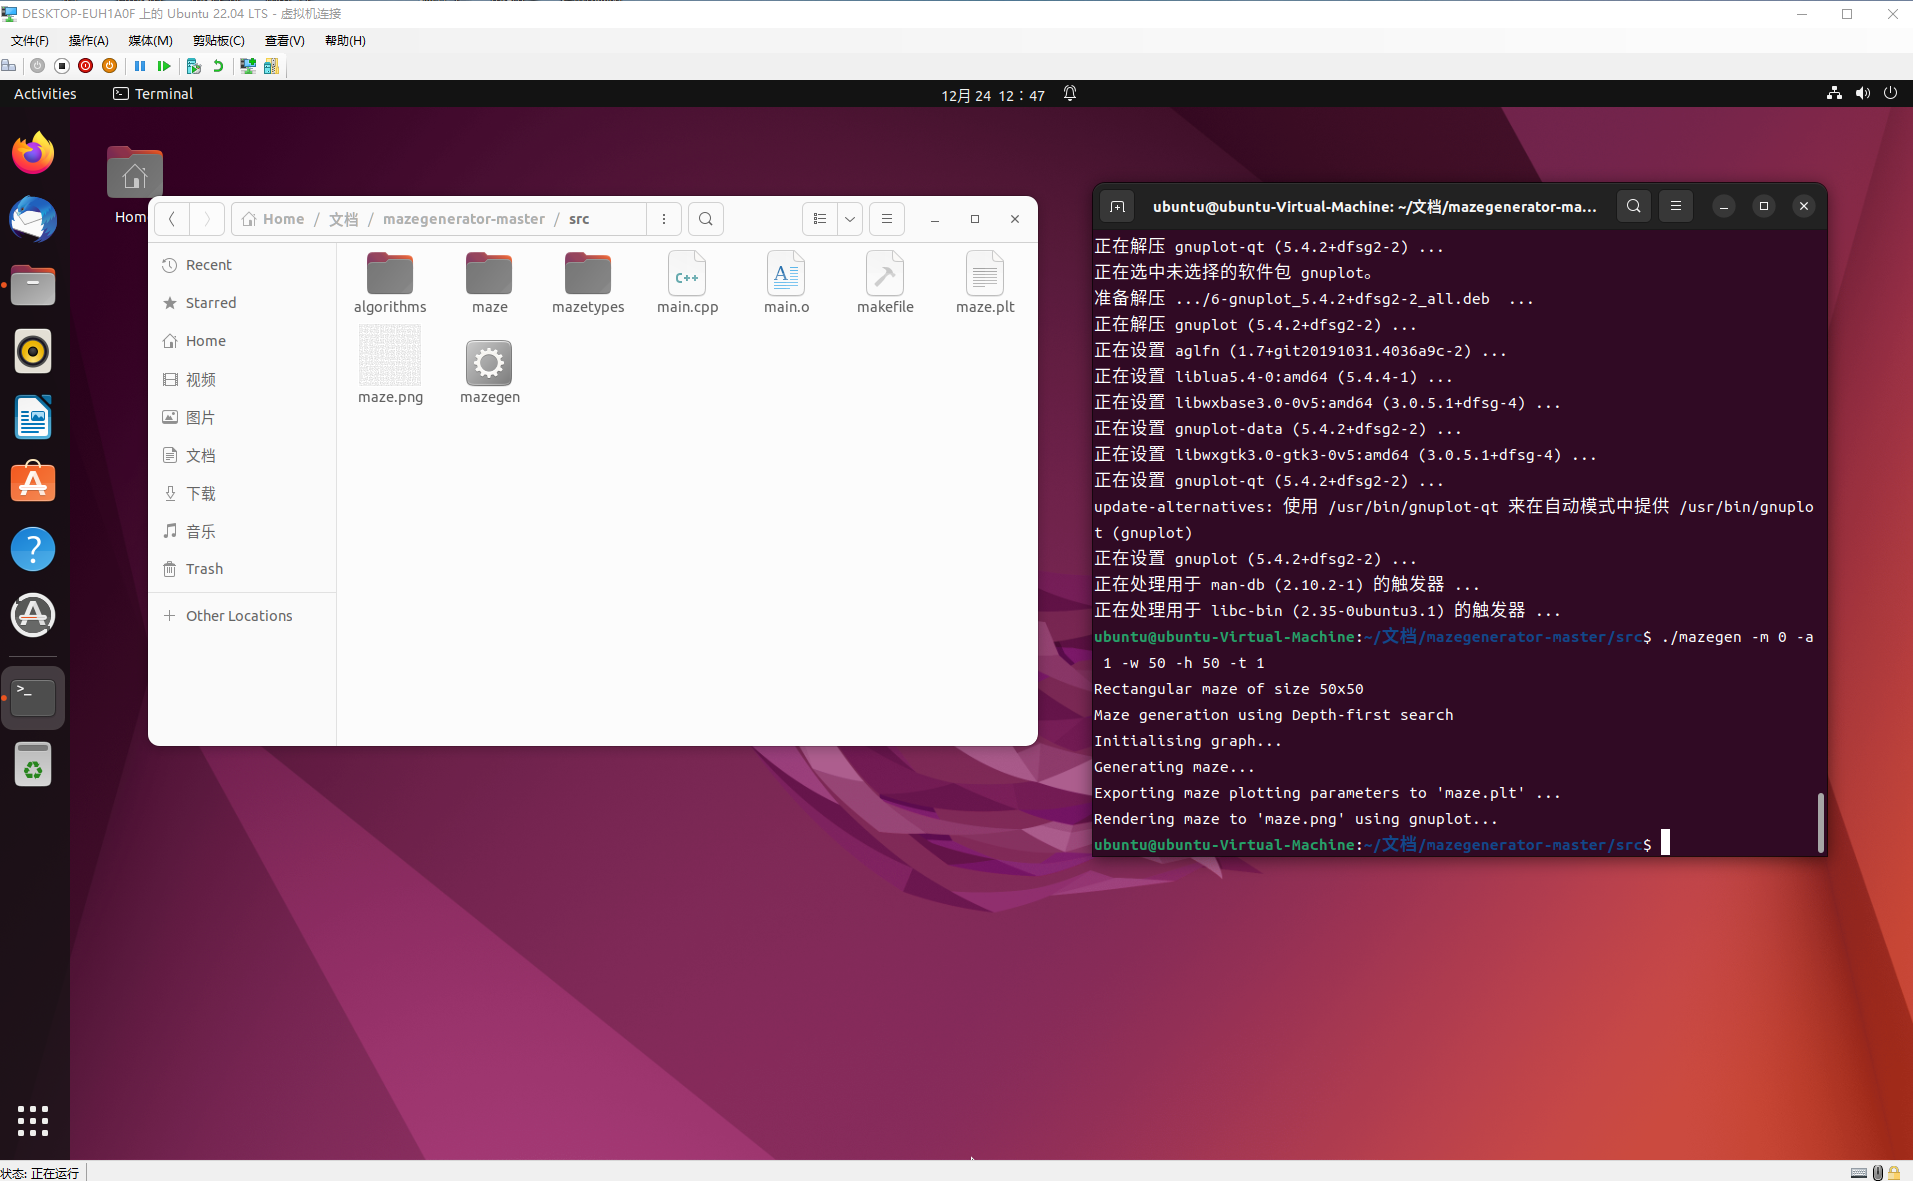 DESKTOP-EUH1A0F 上的 Ubuntu 22.04 LTS - 虚拟机连接
文件(F) 操作(A) 媒体(M) 剪贴板(C) 查看(V) 帮助(H)
Activities Terminal 12月 24 12：47
Hom
Home / 文档 / mazegenerator-master / src
Recent
Starred
Home
视频
图片
文档
下载
音乐
Trash
Other Locations
algorithms maze mazetypes main.cpp main.o makefile maze.plt
maze.png mazegen
ubuntu@ubuntu-Virtual-Machine: ~/文档/mazegenerator-ma...
正在解压 gnuplot-qt (5.4.2+dfsg2-2) ...
正在选中未选择的软件包 gnuplot。
准备解压 .../6-gnuplot_5.4.2+dfsg2-2_all.deb  ...
正在解压 gnuplot (5.4.2+dfsg2-2) ...
正在设置 aglfn (1.7+git20191031.4036a9c-2) ...
正在设置 liblua5.4-0:amd64 (5.4.4-1) ...
正在设置 libwxbase3.0-0v5:amd64 (3.0.5.1+dfsg-4) ...
正在设置 gnuplot-data (5.4.2+dfsg2-2) ...
正在设置 libwxgtk3.0-gtk3-0v5:amd64 (3.0.5.1+dfsg-4) ...
正在设置 gnuplot-qt (5.4.2+dfsg2-2) ...
update-alternatives: 使用 /usr/bin/gnuplot-qt 来在自动模式中提供 /usr/bin/gnuplo
t (gnuplot)
正在设置 gnuplot (5.4.2+dfsg2-2) ...
正在处理用于 man-db (2.10.2-1) 的触发器 ...
正在处理用于 libc-bin (2.35-0ubuntu3.1) 的触发器 ...
ubuntu@ubuntu-Virtual-Machine:~/文档/mazegenerator-master/src$ ./mazegen -m 0 -a
 1 -w 50 -h 50 -t 1
Rectangular maze of size 50x50
Maze generation using Depth-first search
Initialising graph...
Generating maze...
Exporting maze plotting parameters to 'maze.plt' ...
Rendering maze to 'maze.png' using gnuplot...
ubuntu@ubuntu-Virtual-Machine:~/文档/mazegenerator-master/src$
状态: 正在运行